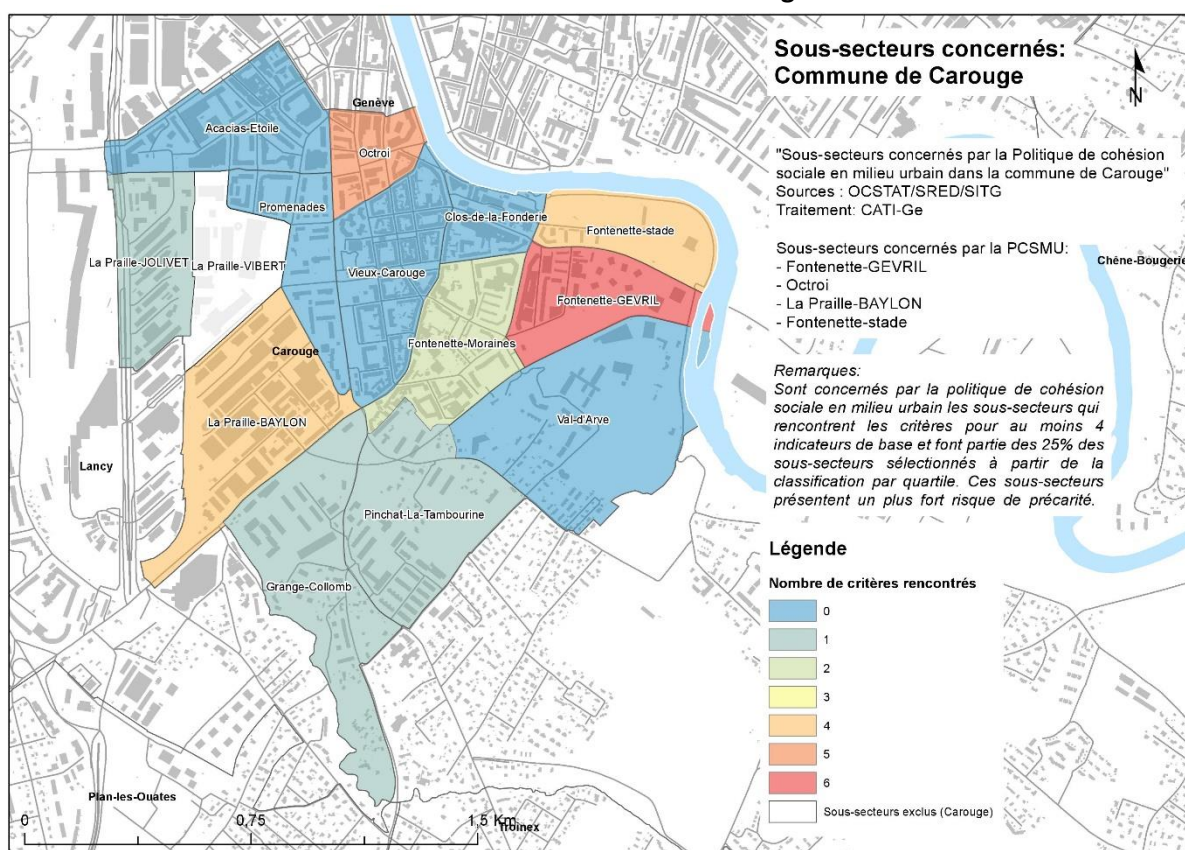 Sous-secteurs concernés:
Commune de Carouge
N
"Sous-secteurs concernés par la Politique de cohésion
sociale en milieu urbain dans la commune de Carouge"
Sources : OCSTAT/SRED/SITG
Traitement: CATI-Ge
Sous-secteurs concernés par la PCSMU:
- Fontenette-GEVRIL
- Octroi
- La Praille-BAYLON
- Fontenette-stade
Remarques:
Sont concernés par la politique de cohésion
sociale en milieu urbain les sous-secteurs qui
rencontrent les critères pour au moins 4
indicateurs de base et font partie des 25% des
sous-secteurs sélectionnés à partir de la
classification par quartile. Ces sous-secteurs
présentent un plus fort risque de précarité.
Légende
Nombre de critères rencontrés
0
1
2
3
4
5
6
Sous-secteurs exclus (Carouge)
Genève
Acacias-Etoile
Octroi
Promenades
Clos-de-la-Fonderie
Fontenette-stade
Chêne-Bougerie
La Praille-JOLIVET
La Praille-VIBERT
Vieux-Carouge
Fontenette-GEVRIL
Carouge
Fontenette-Moraines
La Praille-BAYLON
Val-d'Arve
Lancy
Pinchat-La-Tambourine
Grange-Collomb
Plan-les-Ouates
Troinex
0
0.75
1.5 Km